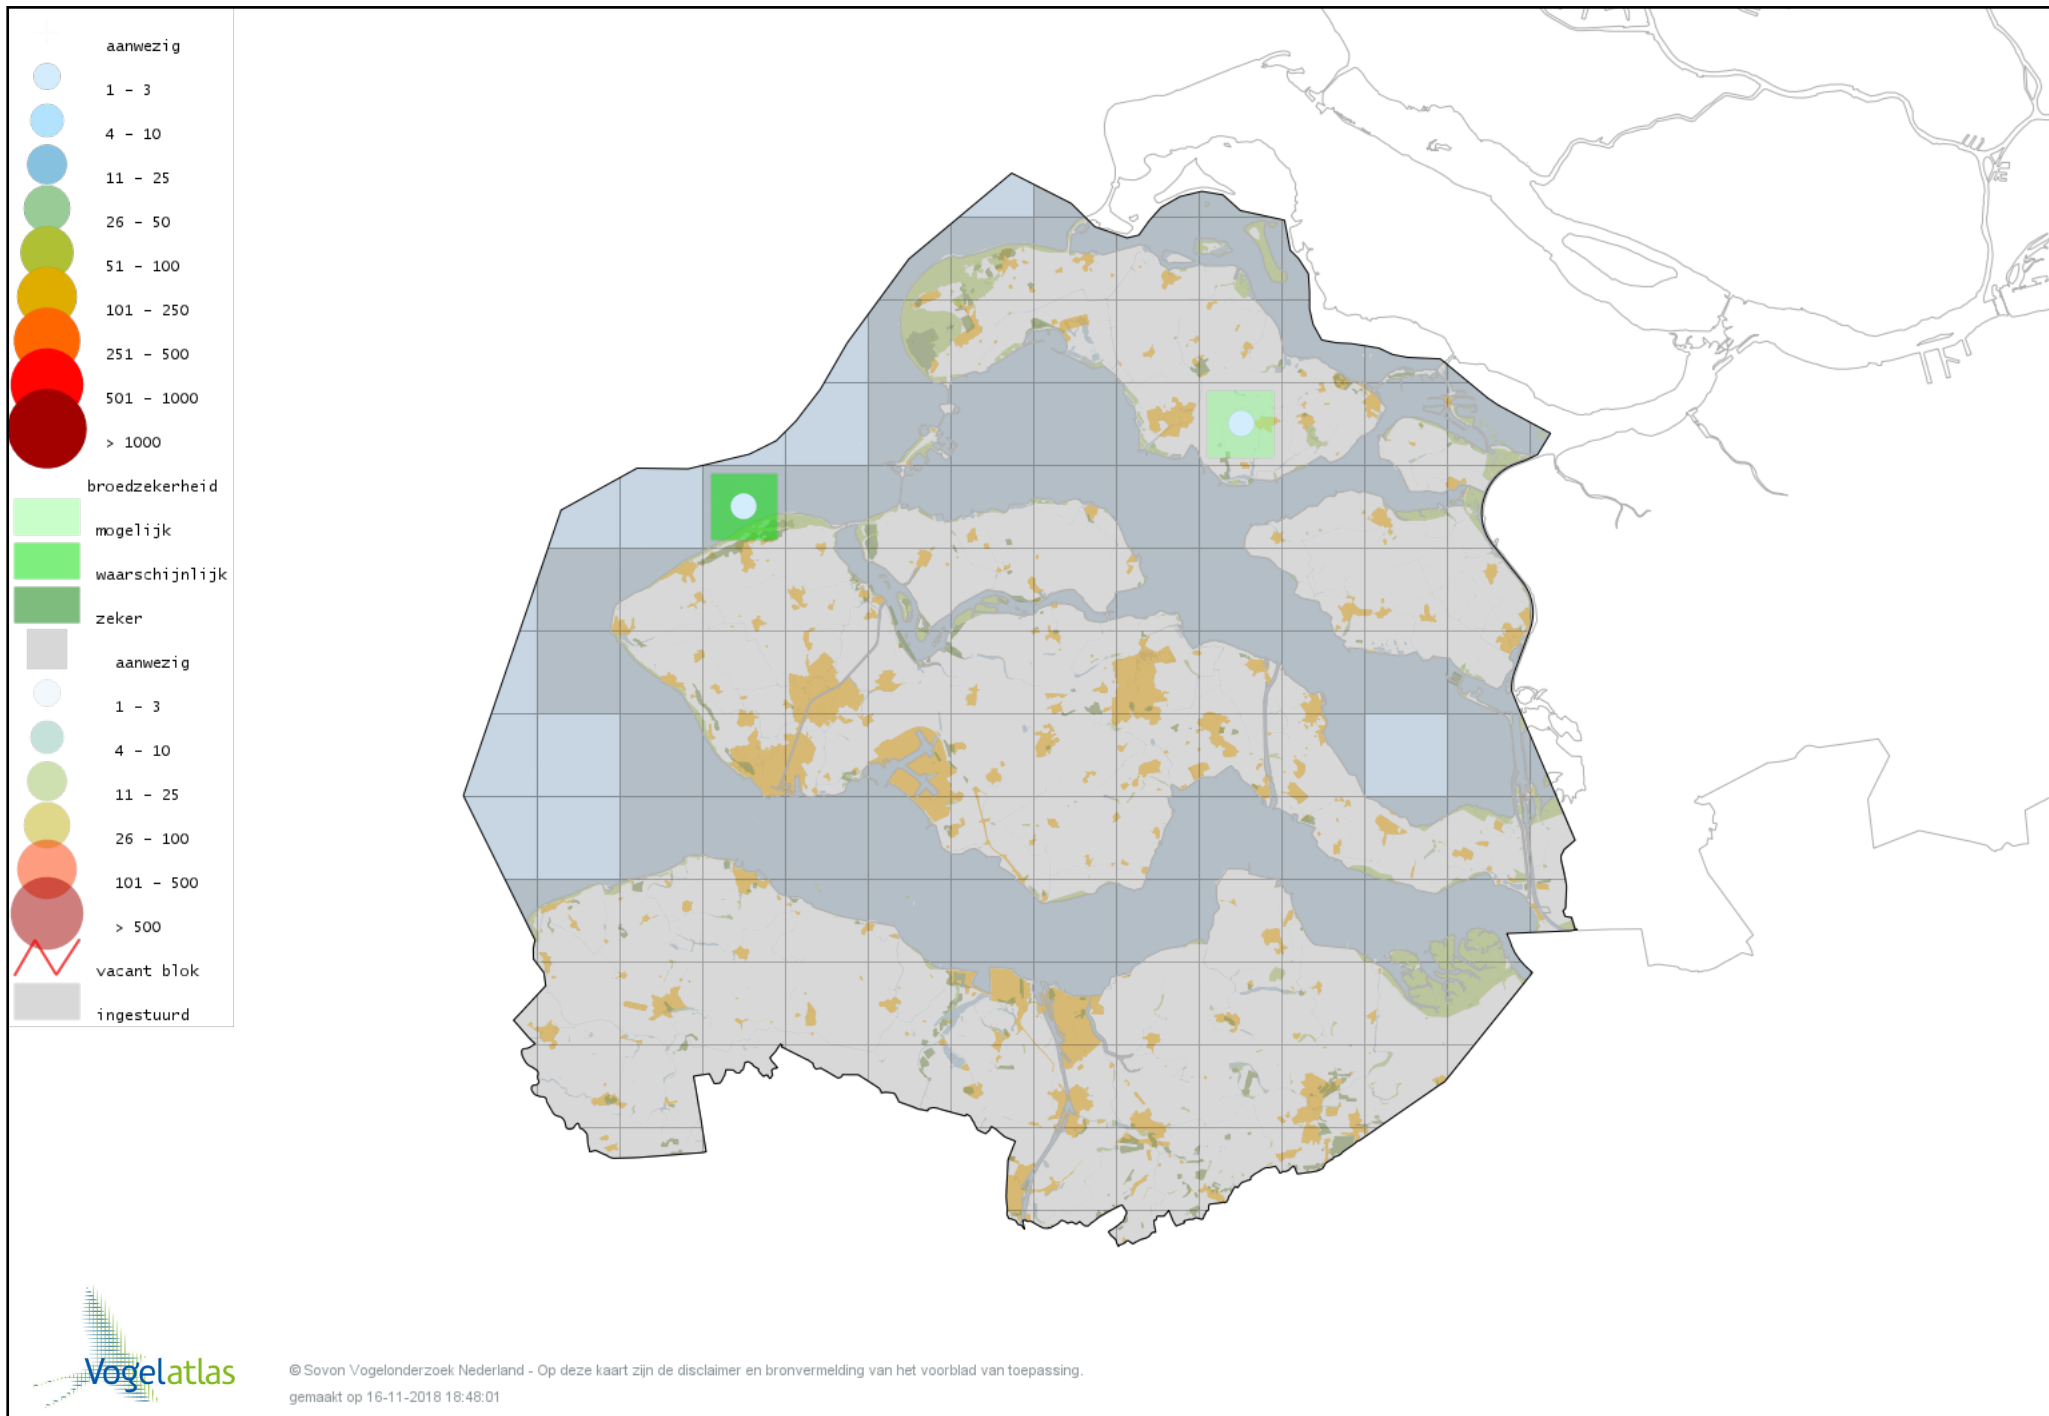 aanwezig
1 - 3
4 - 10
11 - 25
26 - 50
51 - 100
101 - 250
251 - 500
501 - 1000
> 1000
broedzekerheid
mogelijk
waarschijnlijk
zeker
aanwezig
1 - 3
4 - 10
11 - 25
26 - 100
101 - 500
> 500
vacant blok
ingestuurd
Vogelatlas
© Sovon Vogelonderzoek Nederland - Op deze kaart zijn de disclaimer en bronvermelding van het voorblad van toepassing.
gemaakt op 16-11-2018 18:48:01